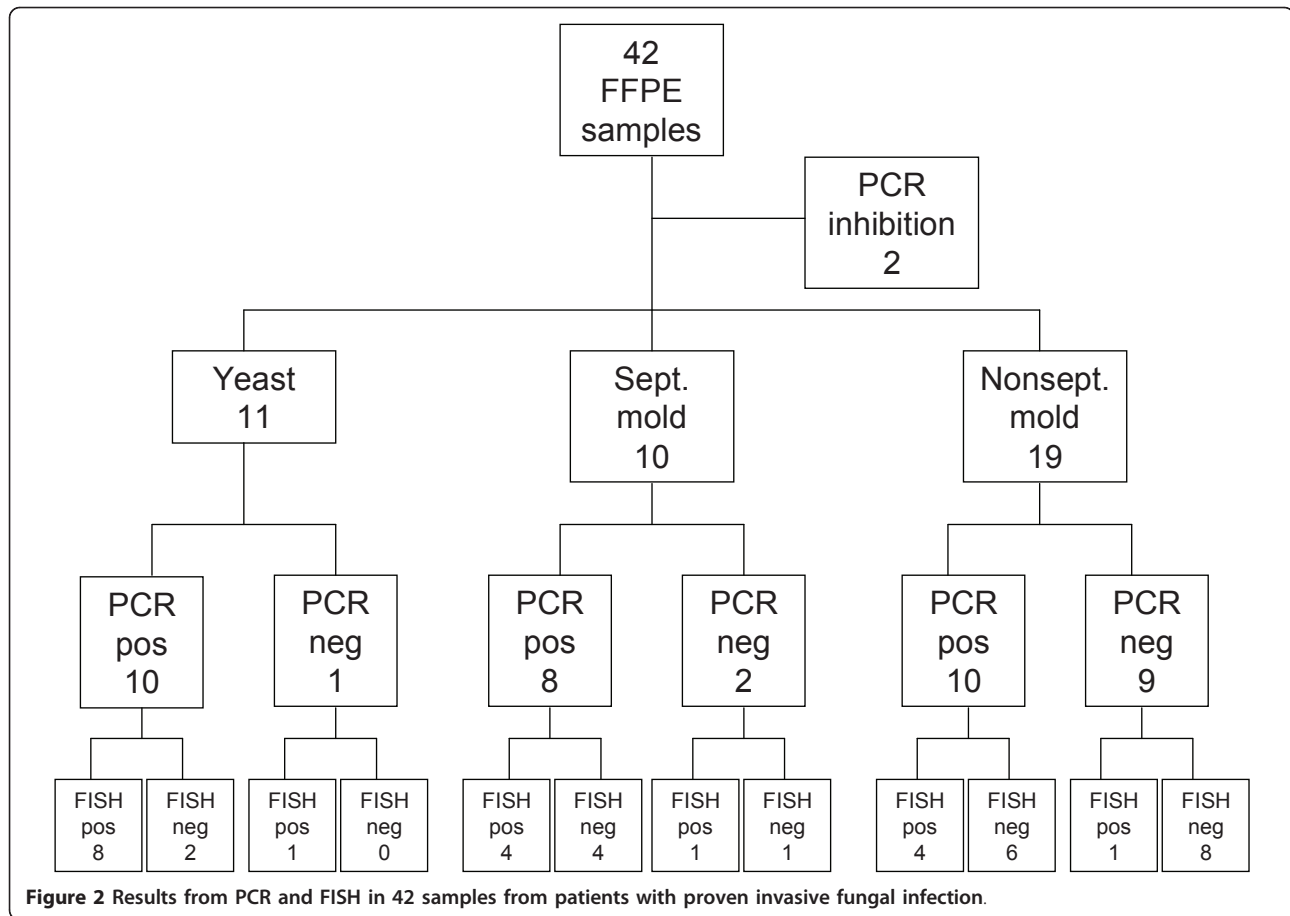 42
FFPE
samples
PCR
inhibition
2
Yeast
11
Sept.
mold
10
Nonsept.
mold
19
PCR
pos
10
PCR
neg
1
PCR
pos
8
PCR
neg
2
PCR
pos
10
PCR
neg
9
FISH
pos
8
FISH
neg
2
FISH
pos
1
FISH
neg
0
FISH
pos
4
FISH
neg
4
FISH
pos
1
FISH
neg
1
FISH
pos
4
FISH
neg
6
FISH
pos
1
FISH
neg
8
Figure 2 Results from PCR and FISH in 42 samples from patients with proven invasive fungal infection.